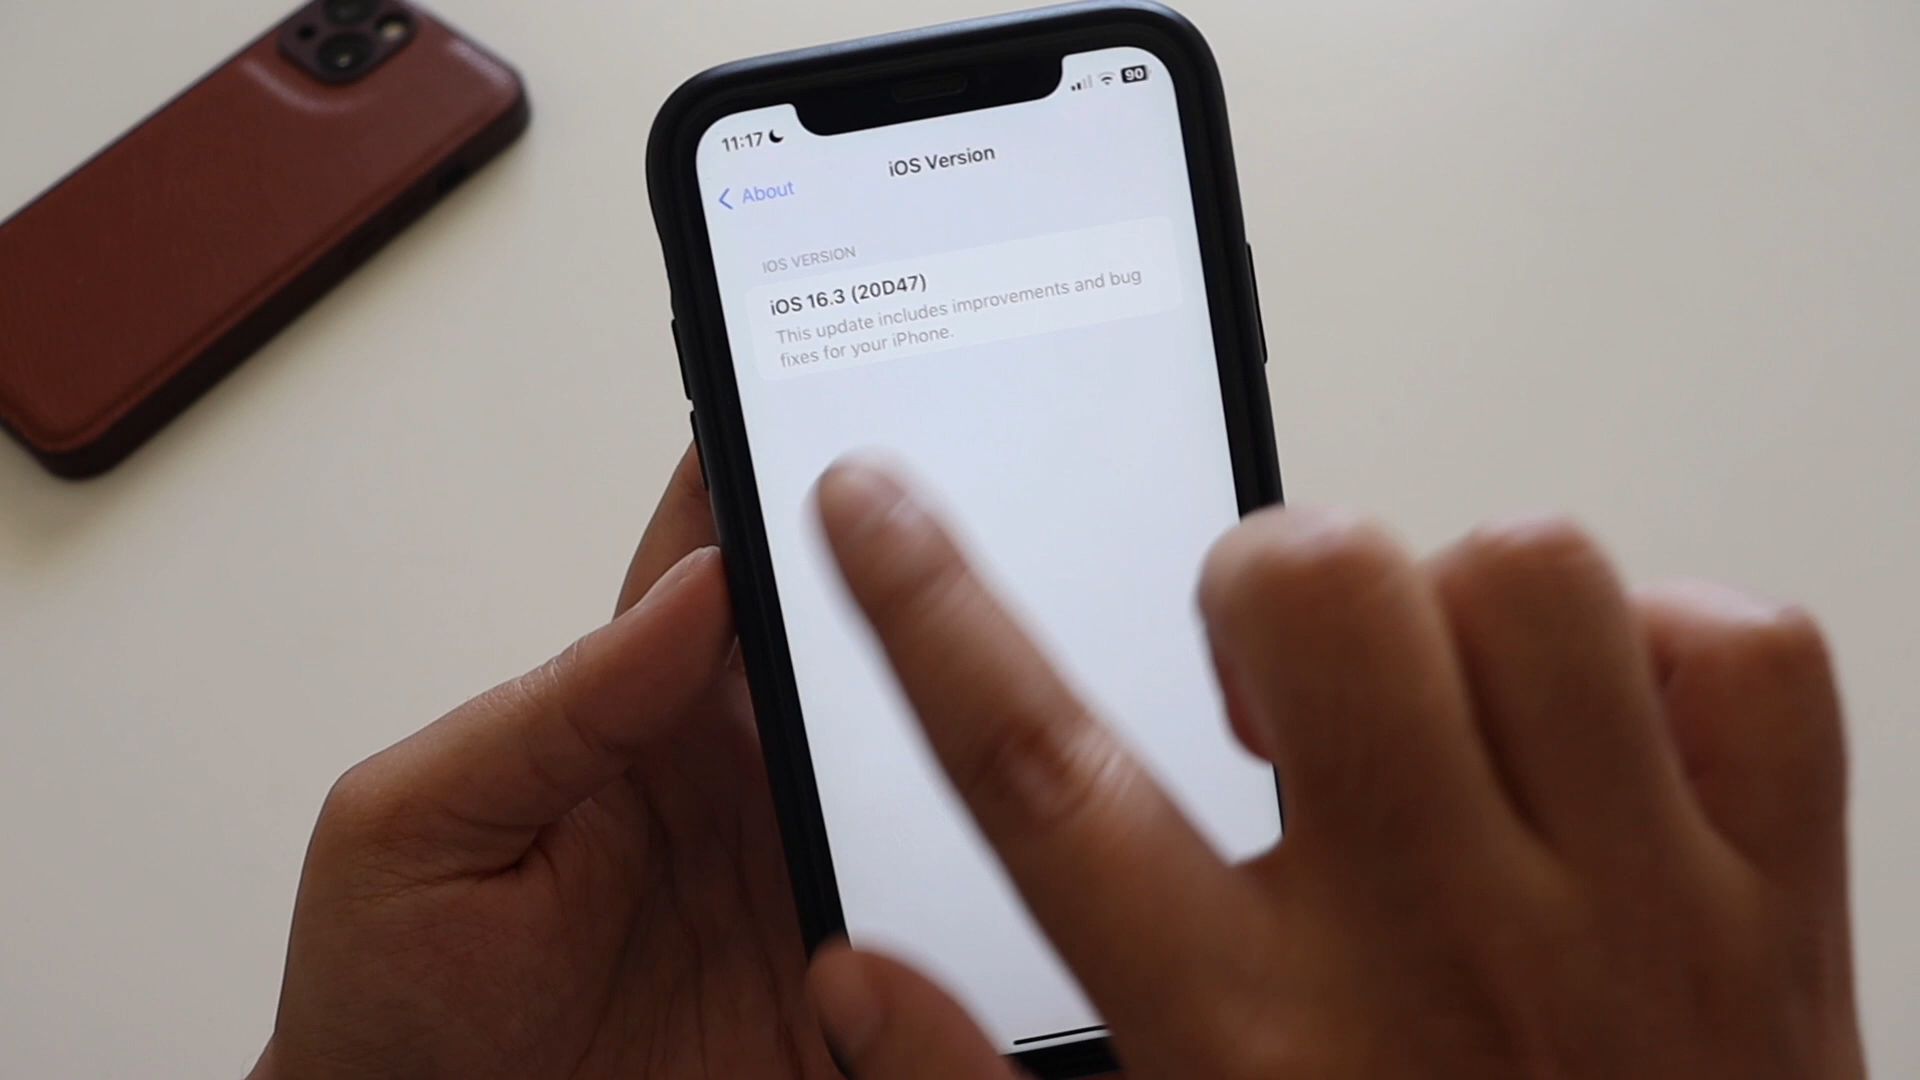 11:17
90
iOS Version
About
IOS VERSION
iOS 16.3 (20D47)
This update includes improvements and bug
fixes for your iPhone.